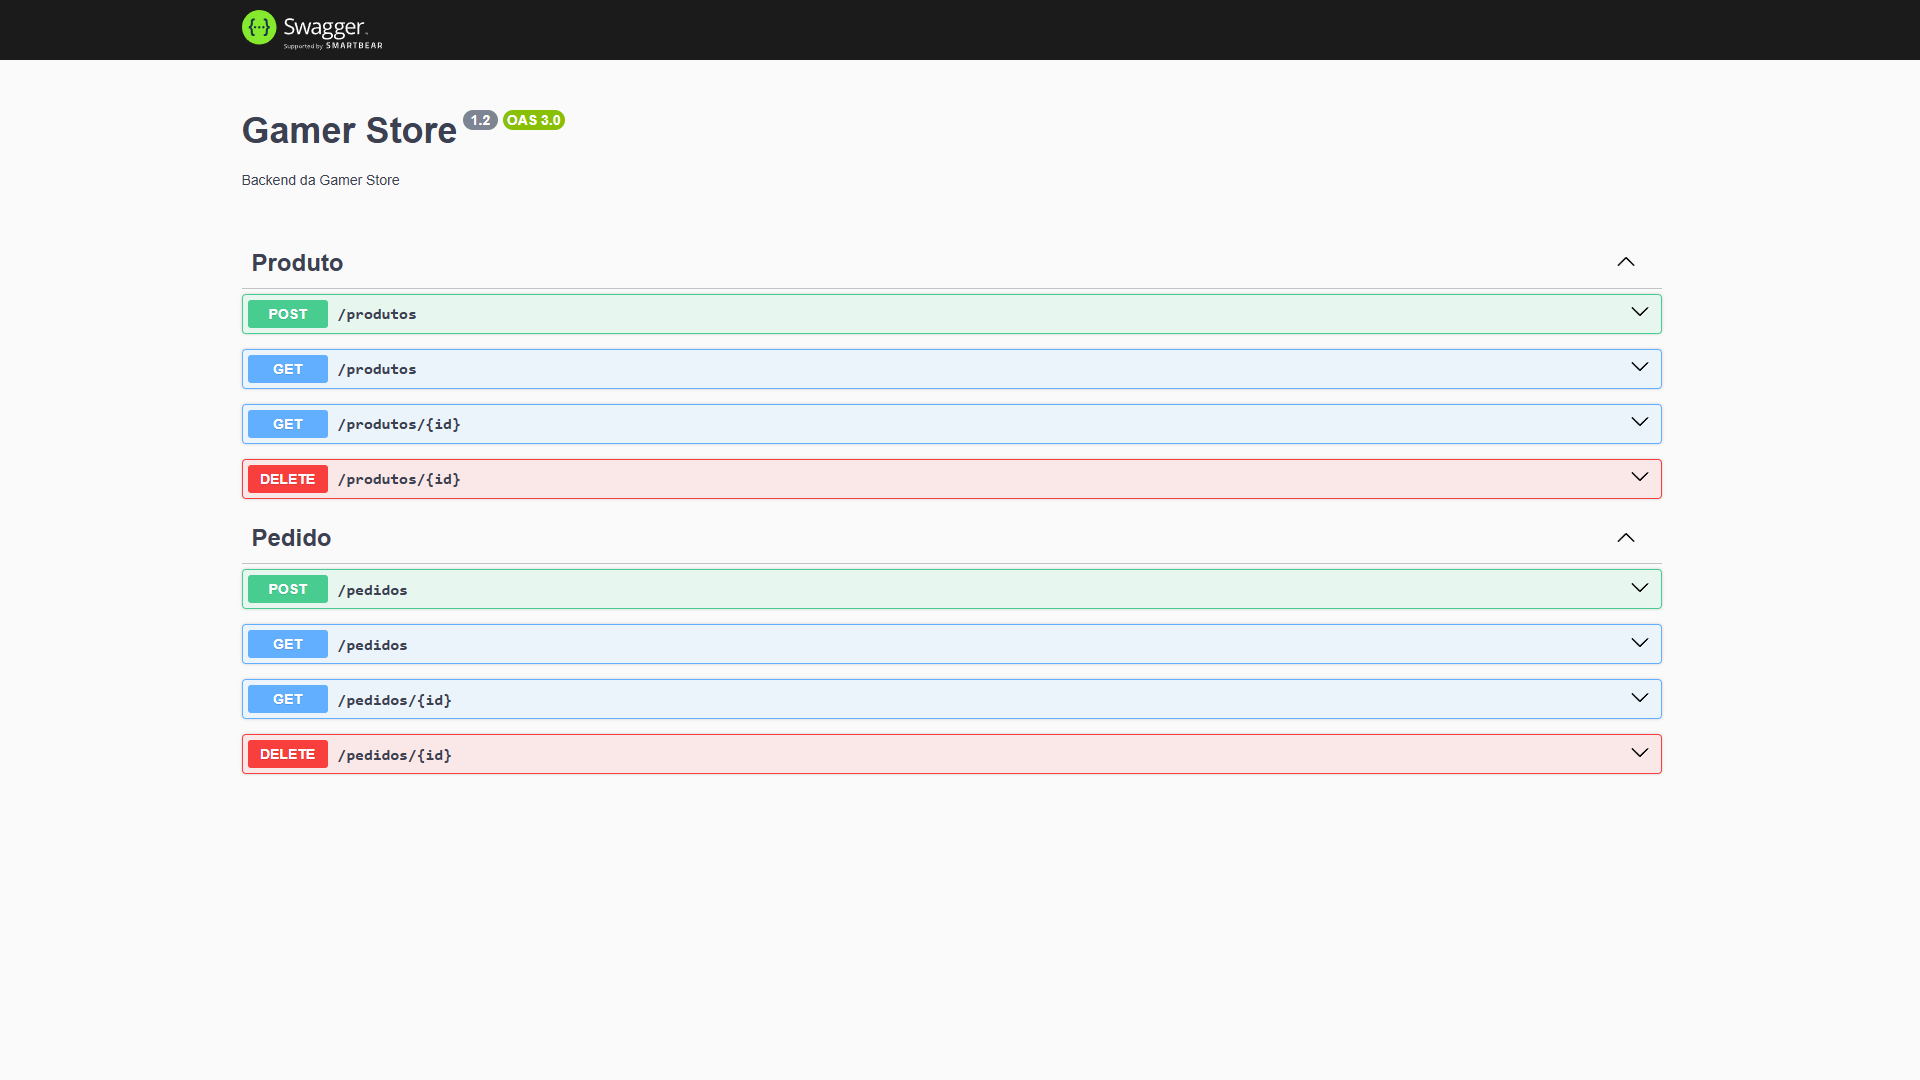 Swagger
Supported by SMARTBEAR
Gamer Store 1.2 OAS 3.0
Backend da Gamer Store
Produto
POST /produtos
GET /produtos
GET /produtos/{id}
DELETE /produtos/{id}
Pedido
POST /pedidos
GET /pedidos
GET /pedidos/{id}
DELETE /pedidos/{id}